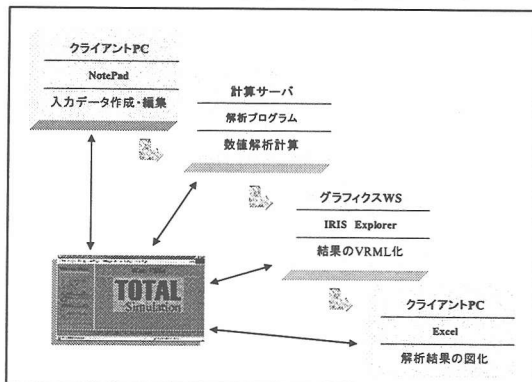 クライアントPC
NotePad
入力データ作成・編集
計算サーバ
解析プログラム
数値解析計算
グラフィクスWS
IRIS Explorer
結果のVRML化
TOTAL
Simulation
クライアントPC
Excel
解析結果の図化